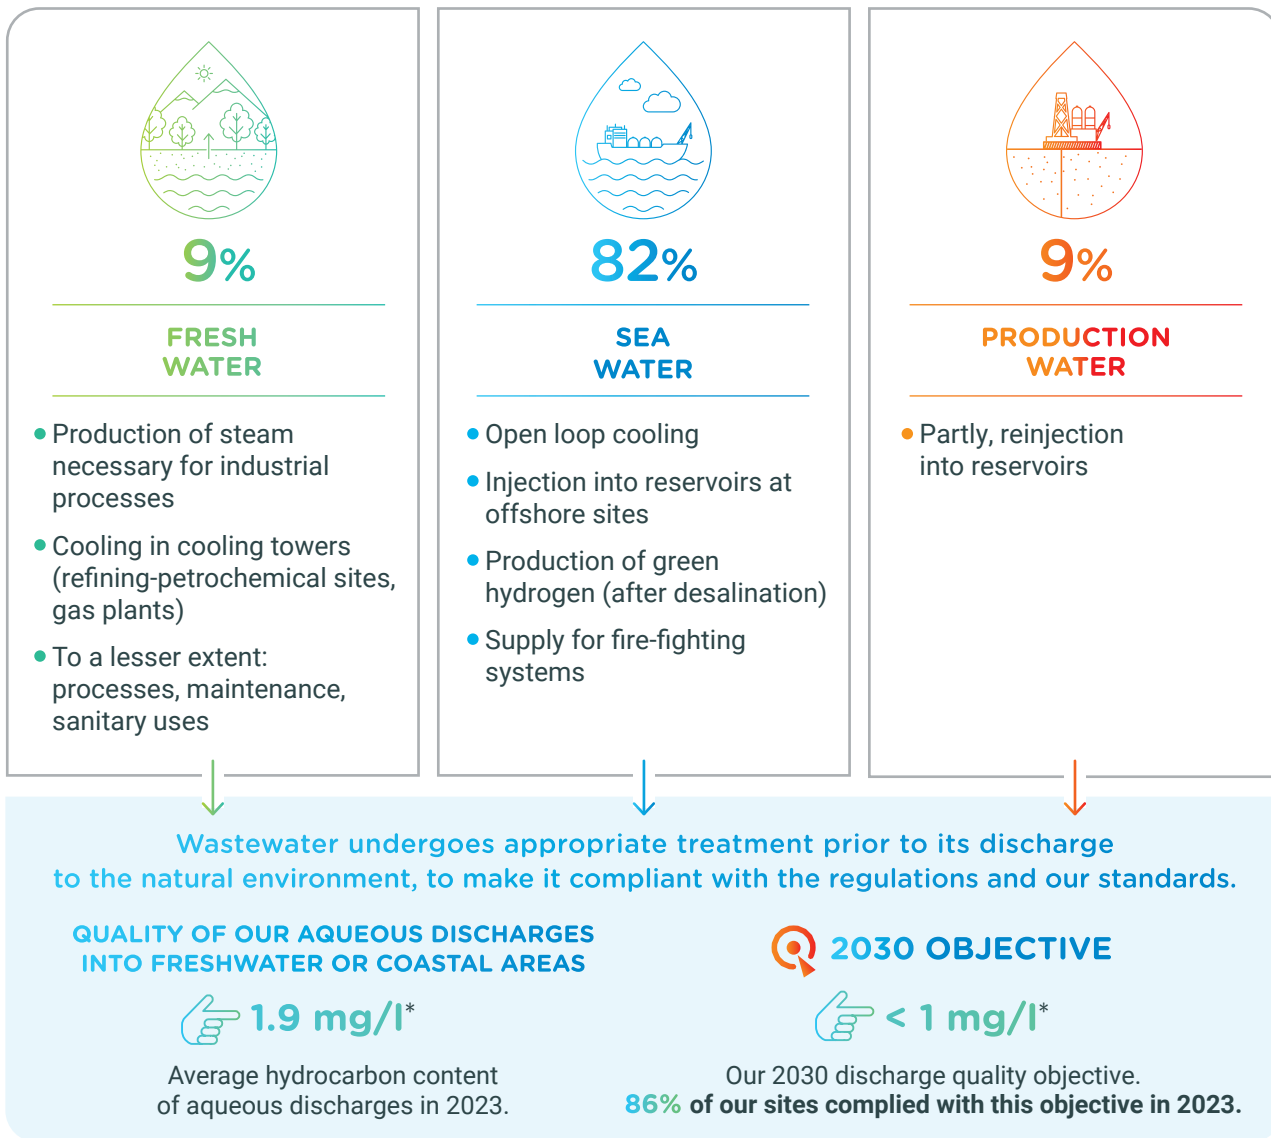 9%
FRESH
WATER
• Production of steam
necessary for industrial
processes
• Cooling in cooling towers
(refining-petrochemical sites,
gas plants)
• To a lesser extent:
processes, maintenance,
sanitary uses
82%
SEA
WATER
• Open loop cooling
• Injection into reservoirs at
offshore sites
• Production of green
hydrogen (after desalination)
• Supply for fire-fighting
systems
9%
PRODUCTION
WATER
• Partly, reinjection
into reservoirs
Wastewater undergoes appropriate treatment prior to its discharge
to the natural environment, to make it compliant with the regulations and our standards.
QUALITY OF OUR AQUEOUS DISCHARGES
INTO FRESHWATER OR COASTAL AREAS
1.9 mg/l*
Average hydrocarbon content
of aqueous discharges in 2023.
2030 OBJECTIVE
< 1 mg/l*
Our 2030 discharge quality objective.
86% of our sites complied with this objective in 2023.